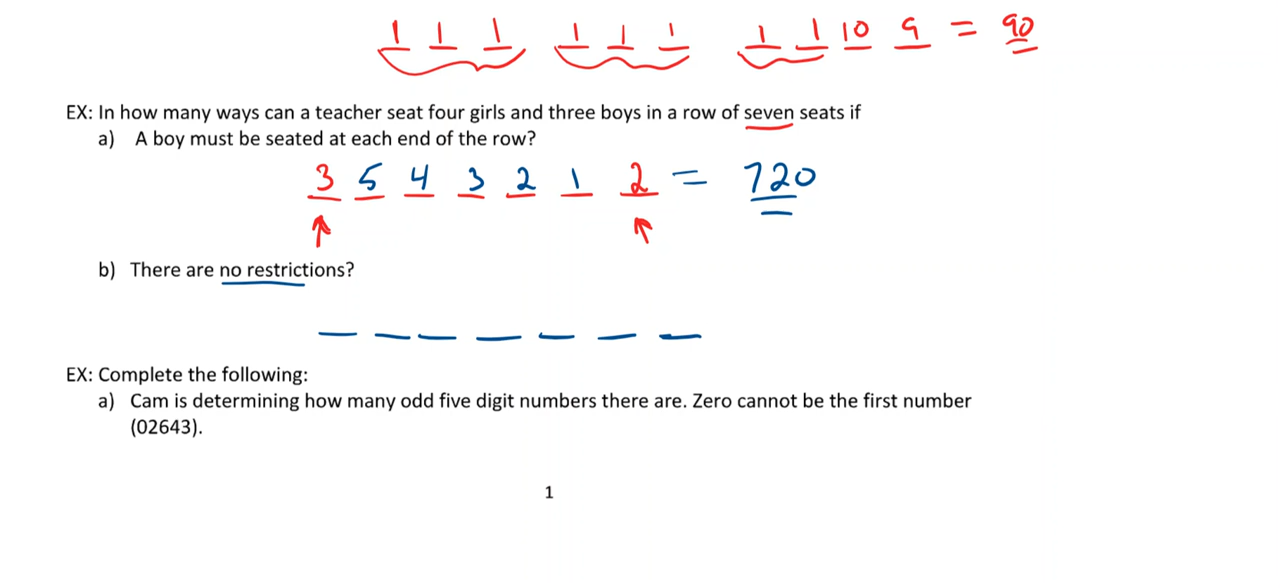 1 1 1 1 1 1 1 1 10 9 = 90
EX: In how many ways can a teacher seat four girls and three boys in a row of seven seats if
a) A boy must be seated at each end of the row?
3 5 4 3 2 1 2 = 720
b) There are no restrictions?
EX: Complete the following:
a) Cam is determining how many odd five digit numbers there are. Zero cannot be the first number
(02643).
1